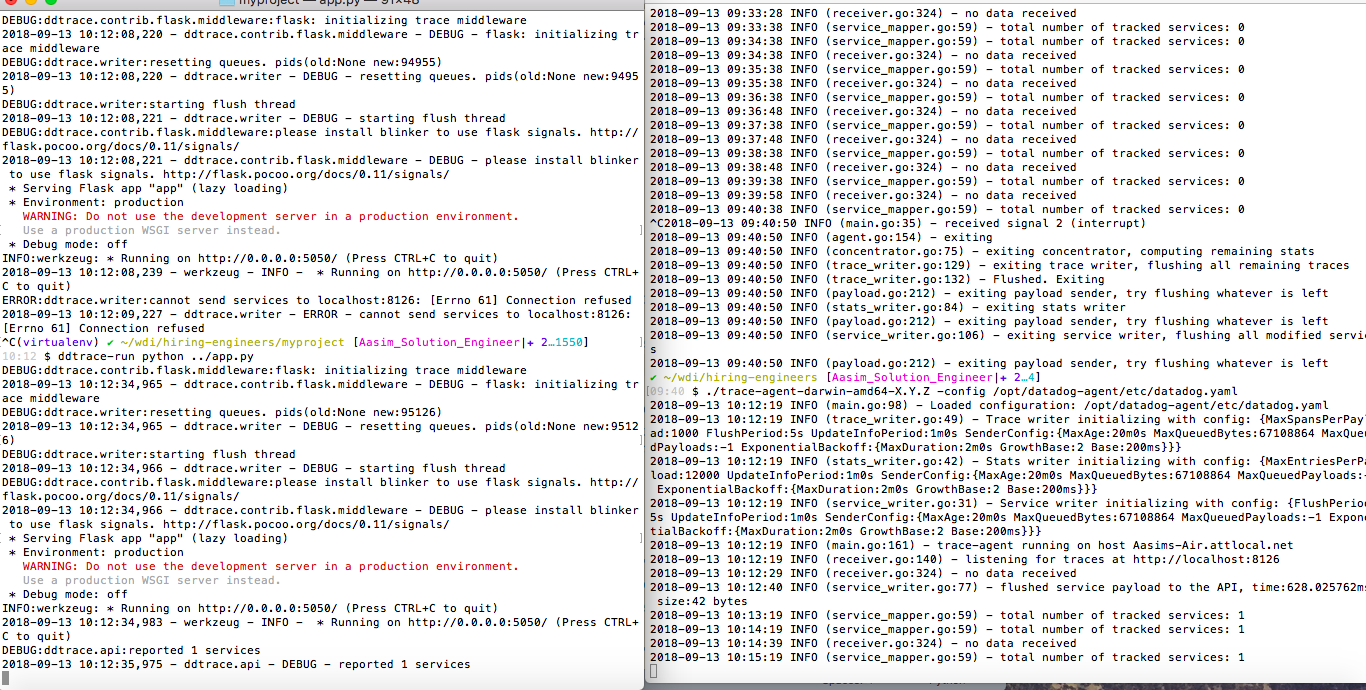 myproject — app.py — 91×48
DEBUG:ddtrace.contrib.flask.middleware:flask: initializing trace middleware
2018-09-13 10:12:08,220 - ddtrace.contrib.flask.middleware - DEBUG - flask: initializing tr
ace middleware
DEBUG:ddtrace.writer:resetting queues. pids(old:None new:94955)
2018-09-13 10:12:08,220 - ddtrace.writer - DEBUG - resetting queues. pids(old:None new:9495
5)
DEBUG:ddtrace.writer:starting flush thread
2018-09-13 10:12:08,221 - ddtrace.writer - DEBUG - starting flush thread
DEBUG:ddtrace.contrib.flask.middleware:please install blinker to use flask signals. http://
flask.pocoo.org/docs/0.11/signals/
2018-09-13 10:12:08,221 - ddtrace.contrib.flask.middleware - DEBUG - please install blinker
 to use flask signals. http://flask.pocoo.org/docs/0.11/signals/
 * Serving Flask app "app" (lazy loading)
 * Environment: production
   WARNING: Do not use the development server in a production environment.
[   Use a production WSGI server instead. ]
 * Debug mode: off
INFO:werkzeug: * Running on http://0.0.0.0:5050/ (Press CTRL+C to quit)
2018-09-13 10:12:08,239 - werkzeug - INFO -  * Running on http://0.0.0.0:5050/ (Press CTRL+
C to quit)
ERROR:ddtrace.writer:cannot send services to localhost:8126: [Errno 61] Connection refused
2018-09-13 10:12:09,227 - ddtrace.writer - ERROR - cannot send services to localhost:8126:
[Errno 61] Connection refused
[^C(virtualenv) ✔ ~/wdi/hiring-engineers/myproject [Aasim_Solution_Engineer|+ 2…1550] ]
10:12 $ ddtrace-run python ../app.py
DEBUG:ddtrace.contrib.flask.middleware:flask: initializing trace middleware
2018-09-13 10:12:34,965 - ddtrace.contrib.flask.middleware - DEBUG - flask: initializing tr
ace middleware
DEBUG:ddtrace.writer:resetting queues. pids(old:None new:95126)
2018-09-13 10:12:34,965 - ddtrace.writer - DEBUG - resetting queues. pids(old:None new:9512
[6) ]
DEBUG:ddtrace.writer:starting flush thread
2018-09-13 10:12:34,966 - ddtrace.writer - DEBUG - starting flush thread
DEBUG:ddtrace.contrib.flask.middleware:please install blinker to use flask signals. http://
flask.pocoo.org/docs/0.11/signals/
2018-09-13 10:12:34,966 - ddtrace.contrib.flask.middleware - DEBUG - please install blinker
 to use flask signals. http://flask.pocoo.org/docs/0.11/signals/
[ * Serving Flask app "app" (lazy loading) ]
 * Environment: production
   WARNING: Do not use the development server in a production environment.
   Use a production WSGI server instead.
 * Debug mode: off
INFO:werkzeug: * Running on http://0.0.0.0:5050/ (Press CTRL+C to quit)
2018-09-13 10:12:34,983 - werkzeug - INFO -  * Running on http://0.0.0.0:5050/ (Press CTRL+
C to quit)
DEBUG:ddtrace.api:reported 1 services
2018-09-13 10:12:35,975 - ddtrace.api - DEBUG - reported 1 services
2018-09-13 09:33:28 INFO (receiver.go:324) - no data received
2018-09-13 09:33:38 INFO (service_mapper.go:59) - total number of tracked services: 0
2018-09-13 09:34:38 INFO (service_mapper.go:59) - total number of tracked services: 0
2018-09-13 09:34:38 INFO (receiver.go:324) - no data received
2018-09-13 09:35:38 INFO (service_mapper.go:59) - total number of tracked services: 0
2018-09-13 09:35:38 INFO (receiver.go:324) - no data received
2018-09-13 09:36:38 INFO (service_mapper.go:59) - total number of tracked services: 0
2018-09-13 09:36:48 INFO (receiver.go:324) - no data received
2018-09-13 09:37:38 INFO (service_mapper.go:59) - total number of tracked services: 0
2018-09-13 09:37:48 INFO (receiver.go:324) - no data received
2018-09-13 09:38:38 INFO (service_mapper.go:59) - total number of tracked services: 0
2018-09-13 09:38:48 INFO (receiver.go:324) - no data received
2018-09-13 09:39:38 INFO (service_mapper.go:59) - total number of tracked services: 0
2018-09-13 09:39:58 INFO (receiver.go:324) - no data received
2018-09-13 09:40:38 INFO (service_mapper.go:59) - total number of tracked services: 0
^C2018-09-13 09:40:50 INFO (main.go:35) - received signal 2 (interrupt)
2018-09-13 09:40:50 INFO (agent.go:154) - exiting
2018-09-13 09:40:50 INFO (concentrator.go:75) - exiting concentrator, computing remaining stats
2018-09-13 09:40:50 INFO (trace_writer.go:129) - exiting trace writer, flushing all remaining traces
2018-09-13 09:40:50 INFO (trace_writer.go:132) - Flushed. Exiting
2018-09-13 09:40:50 INFO (payload.go:212) - exiting payload sender, try flushing whatever is left
2018-09-13 09:40:50 INFO (stats_writer.go:84) - exiting stats writer
2018-09-13 09:40:50 INFO (payload.go:212) - exiting payload sender, try flushing whatever is left
2018-09-13 09:40:50 INFO (service_writer.go:106) - exiting service writer, flushing all modified servic
s
2018-09-13 09:40:50 INFO (payload.go:212) - exiting payload sender, try flushing whatever is left
✔ ~/wdi/hiring-engineers [Aasim_Solution_Engineer|+ 2…4]
[09:40 $ ./trace-agent-darwin-amd64-X.Y.Z -config /opt/datadog-agent/etc/datadog.yaml
2018-09-13 10:12:19 INFO (main.go:98) - Loaded configuration: /opt/datadog-agent/etc/datadog.yaml
2018-09-13 10:12:19 INFO (trace_writer.go:49) - Trace writer initializing with config: {MaxSpansPerPay
ad:1000 FlushPeriod:5s UpdateInfoPeriod:1m0s SenderConfig:{MaxAge:20m0s MaxQueuedBytes:67108864 MaxQue
dPayloads:-1 ExponentialBackoff:{MaxDuration:2m0s GrowthBase:2 Base:200ms}}}
2018-09-13 10:12:19 INFO (stats_writer.go:42) - Stats writer initializing with config: {MaxEntriesPerP
load:12000 UpdateInfoPeriod:1m0s SenderConfig:{MaxAge:20m0s MaxQueuedBytes:67108864 MaxQueuedPayloads:-
 ExponentialBackoff:{MaxDuration:2m0s GrowthBase:2 Base:200ms}}}
2018-09-13 10:12:19 INFO (service_writer.go:31) - Service writer initializing with config: {FlushPerio
5s UpdateInfoPeriod:1m0s SenderConfig:{MaxAge:20m0s MaxQueuedBytes:67108864 MaxQueuedPayloads:-1 Expone
tialBackoff:{MaxDuration:2m0s GrowthBase:2 Base:200ms}}}
2018-09-13 10:12:19 INFO (main.go:161) - trace-agent running on host Aasims-Air.attlocal.net
2018-09-13 10:12:19 INFO (receiver.go:140) - listening for traces at http://localhost:8126
2018-09-13 10:12:29 INFO (receiver.go:324) - no data received
2018-09-13 10:12:40 INFO (service_writer.go:77) - flushed service payload to the API, time:628.025762ms
 size:42 bytes
2018-09-13 10:13:19 INFO (service_mapper.go:59) - total number of tracked services: 1
2018-09-13 10:14:19 INFO (service_mapper.go:59) - total number of tracked services: 1
2018-09-13 10:14:39 INFO (receiver.go:324) - no data received
2018-09-13 10:15:19 INFO (service_mapper.go:59) - total number of tracked services: 1